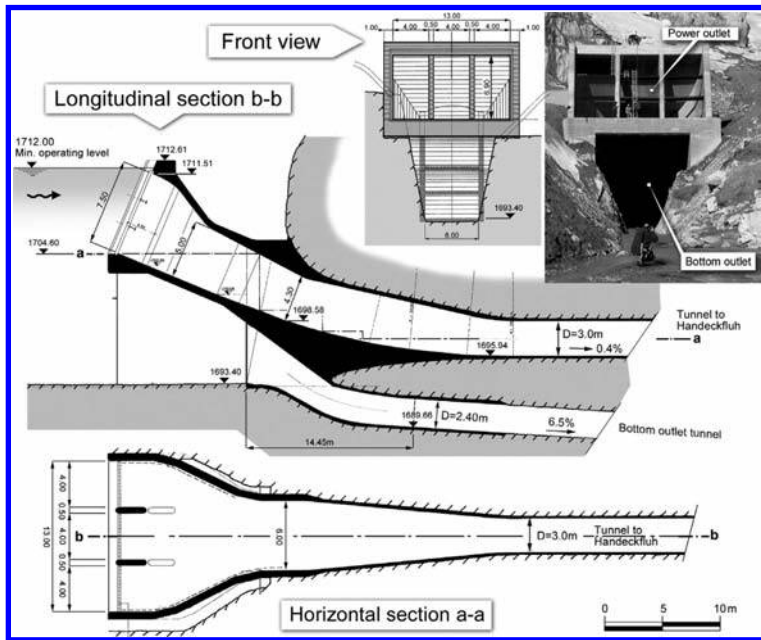 Front view
13.00
1.00 4.00 0.50 4.00 0.50 4.00 1.00
Power outlet
Longitudinal section b-b
1712.00
Min. operating level
1712.61
1711.51
7.50
1704.60
a
1693.40
6.00
Bottom outlet
4.30
1698.58
Tunnel to
Handeckfluh
a
D=3.0m
0.4%
1695.94
1693.40
1689.66
D=2.40m
6.5%
Bottom outlet tunnel
14.45m
4.00
0.50
13.00
4.00
0.50
4.00
b
D=3.0m
Tunnel to
Handeckfluh
b
Horizontal section a-a
0 5 10 m